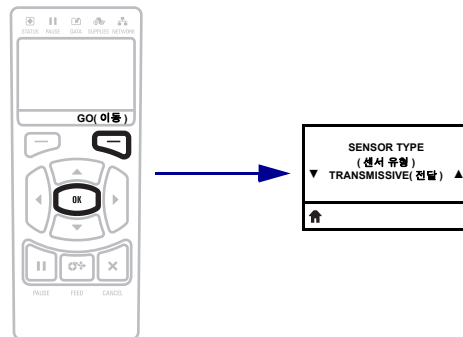 STATUS PAUSE DATA SUPPLIES NETWORK
GO( 이동 )
OK
PAUSE FEED CANCEL
SENSOR TYPE
( 센서 유형 )
▼ TRANSMISSIVE( 전달 ) ▲